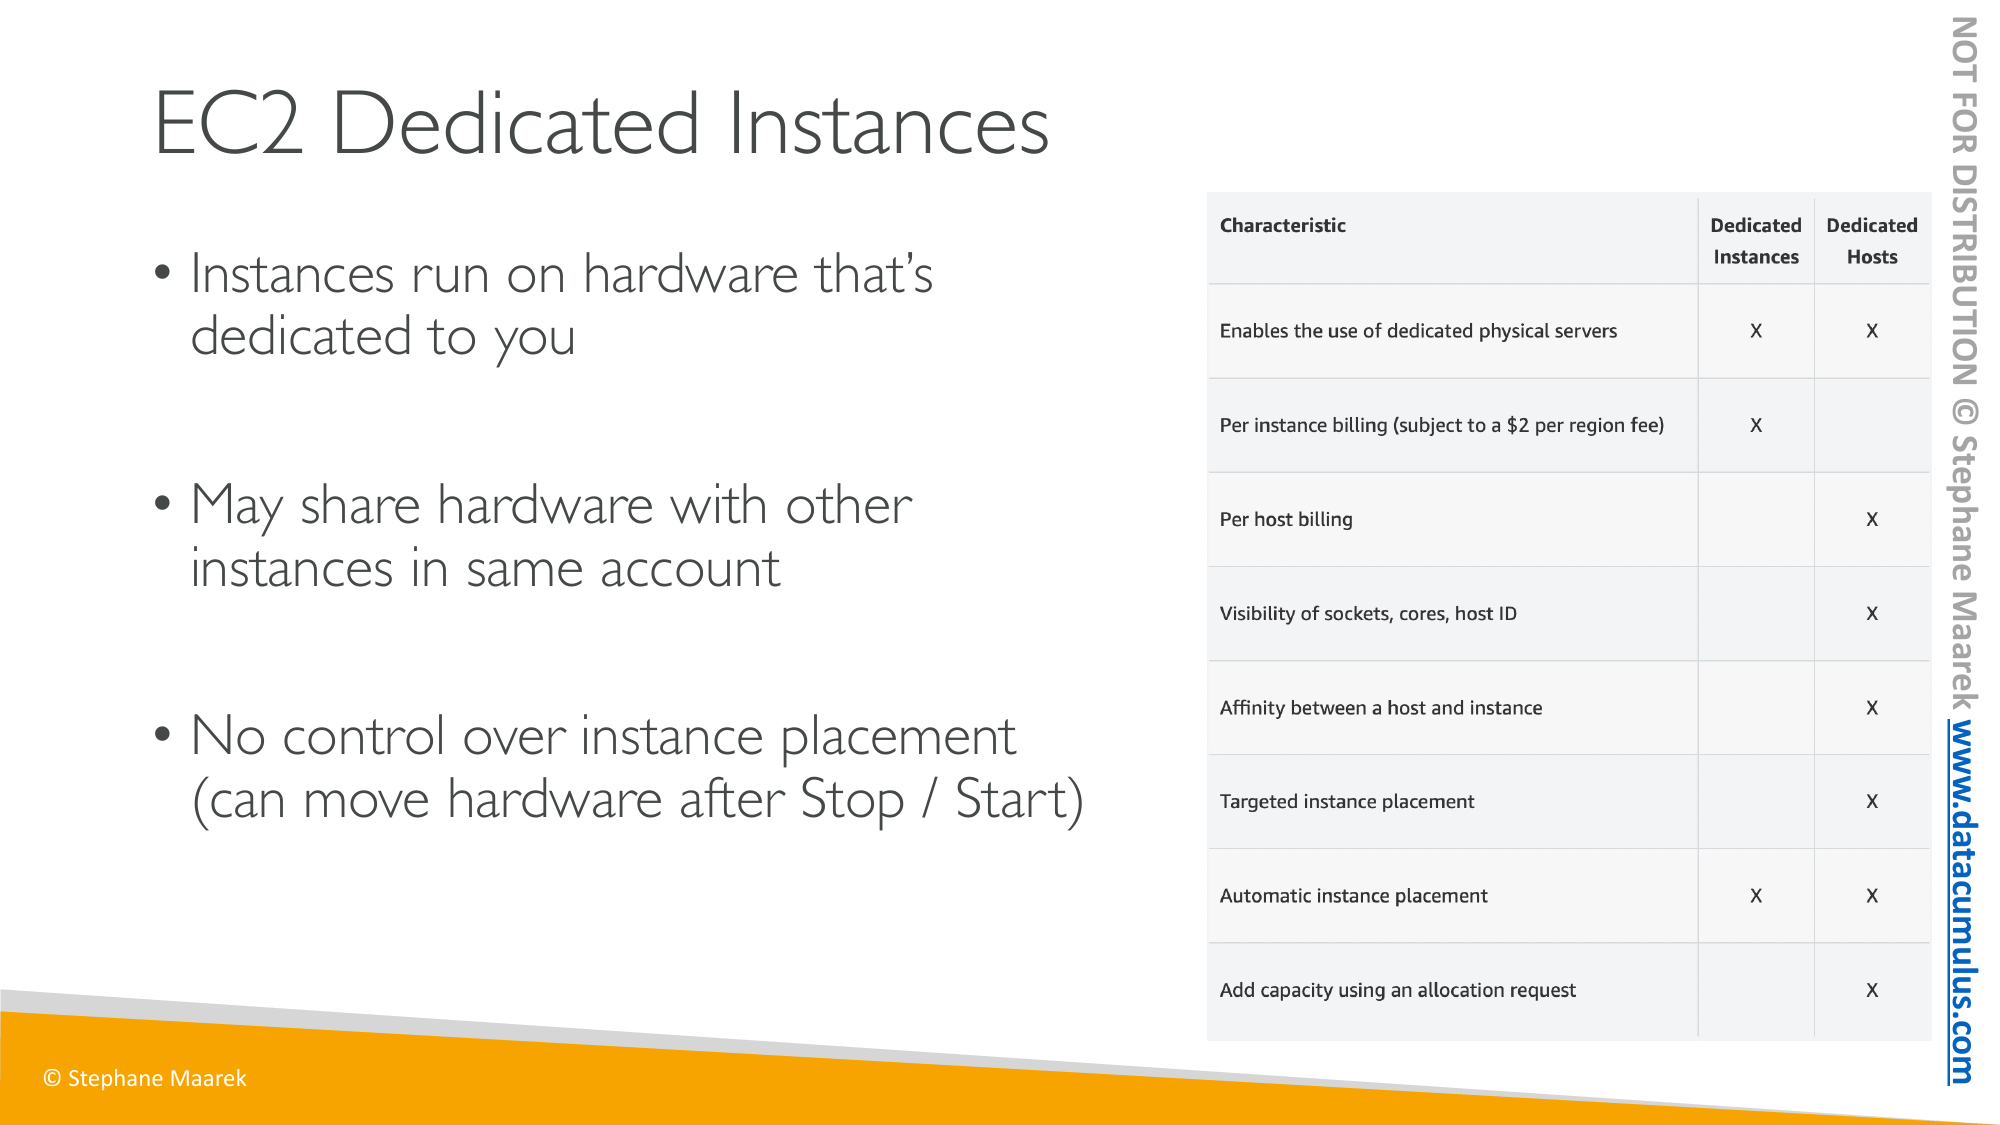 EC2 Dedicated Instances
• Instances run on hardware that’s
dedicated to you
• May share hardware with other
instances in same account
• No control over instance placement
(can move hardware after Stop / Start)
Characteristic Dedicated Instances Dedicated Hosts
Enables the use of dedicated physical servers X X
Per instance billing (subject to a $2 per region fee) X
Per host billing X
Visibility of sockets, cores, host ID X
Affinity between a host and instance X
Targeted instance placement X
Automatic instance placement X X
Add capacity using an allocation request X
© Stephane Maarek
NOT FOR DISTRIBUTION © Stephane Maarek www.datacumulus.com